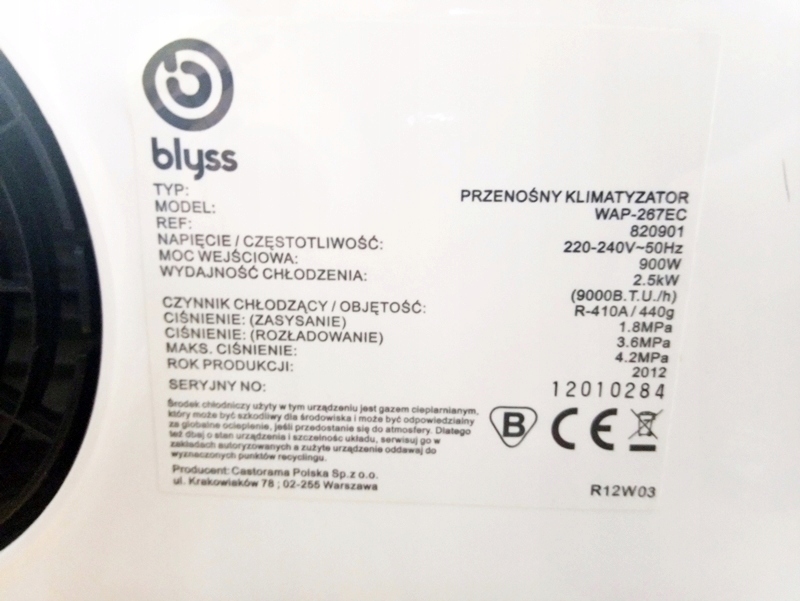 blyss
TYP: PRZENOŚNY KLIMATYZATOR
MODEL: WAP-267EC
REF: 820901
NAPIĘCIE / CZĘSTOTLIWOŚĆ: 220-240V~50Hz
MOC WEJŚCIOWA: 900W
WYDAJNOŚĆ CHŁODZENIA: 2.5kW
(9000B.T.U./h)
CZYNNIK CHŁODZĄCY / OBJĘTOŚĆ: R-410A / 440g
CIŚNIENIE: (ZASYSANIE) 1.8MPa
CIŚNIENIE: (ROZŁADOWANIE) 3.6MPa
MAKS. CIŚNIENIE: 4.2MPa
ROK PRODUKCJI: 2012
SERYJNY NO: 12010284
Środek chłodniczy użyty w tym urządzeniu jest gazem cieplarnianym,
który może być szkodliwy dla środowiska i może być odpowiedzialny
za globalne ocieplenie, jeśli przedostanie się do atmosfery. Dlatego
też dbaj o stan urządzenia i szczelność układu, serwisuj go w
zakładach autoryzowanych a zużyte urządzenie oddawaj do
wyznaczonych punktów recyclingu.
B CE
Producent: Castorama Polska Sp.z o.o.
ul. Krakowiaków 78 ; 02-255 Warszawa
R12W03